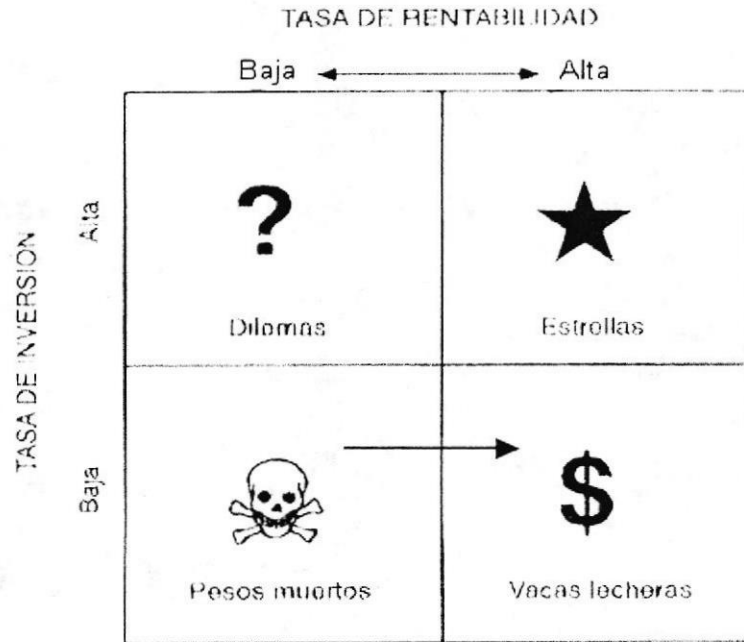 TASA DE RENTABILIDAD
Baja Alta
TASA DE INVERSION
Alta
?
Dilemas
Estrellas
Baja
$
Pesos muertos
Vacas lecheras